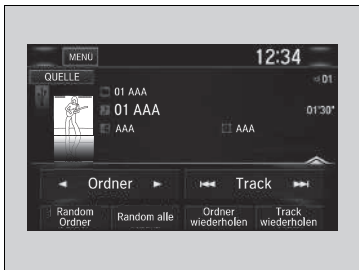 MENU 12:34
QUELLE 01
01 AAA
01 AAA 01'30"
AAA AAA
Ordner Track
Random Ordner Random alle Ordner wiederholen Track wiederholen